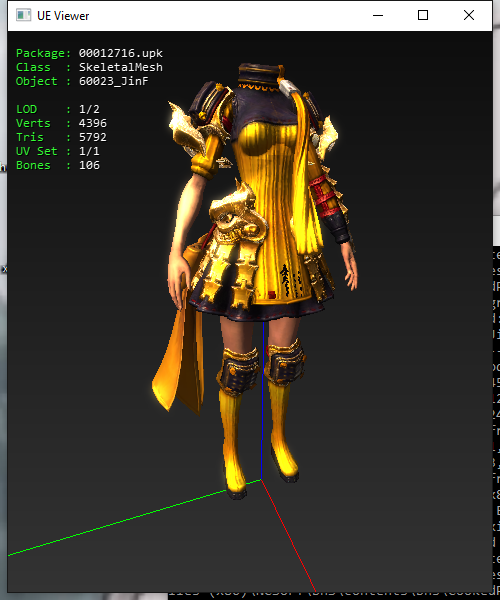 UE Viewer
Package: 00012716.upk
Class : SkeletalMesh
Object : 60023_JinF
LOD : 1/2
Verts : 4396
Tris : 5792
UV Set : 1/1
Bones : 106